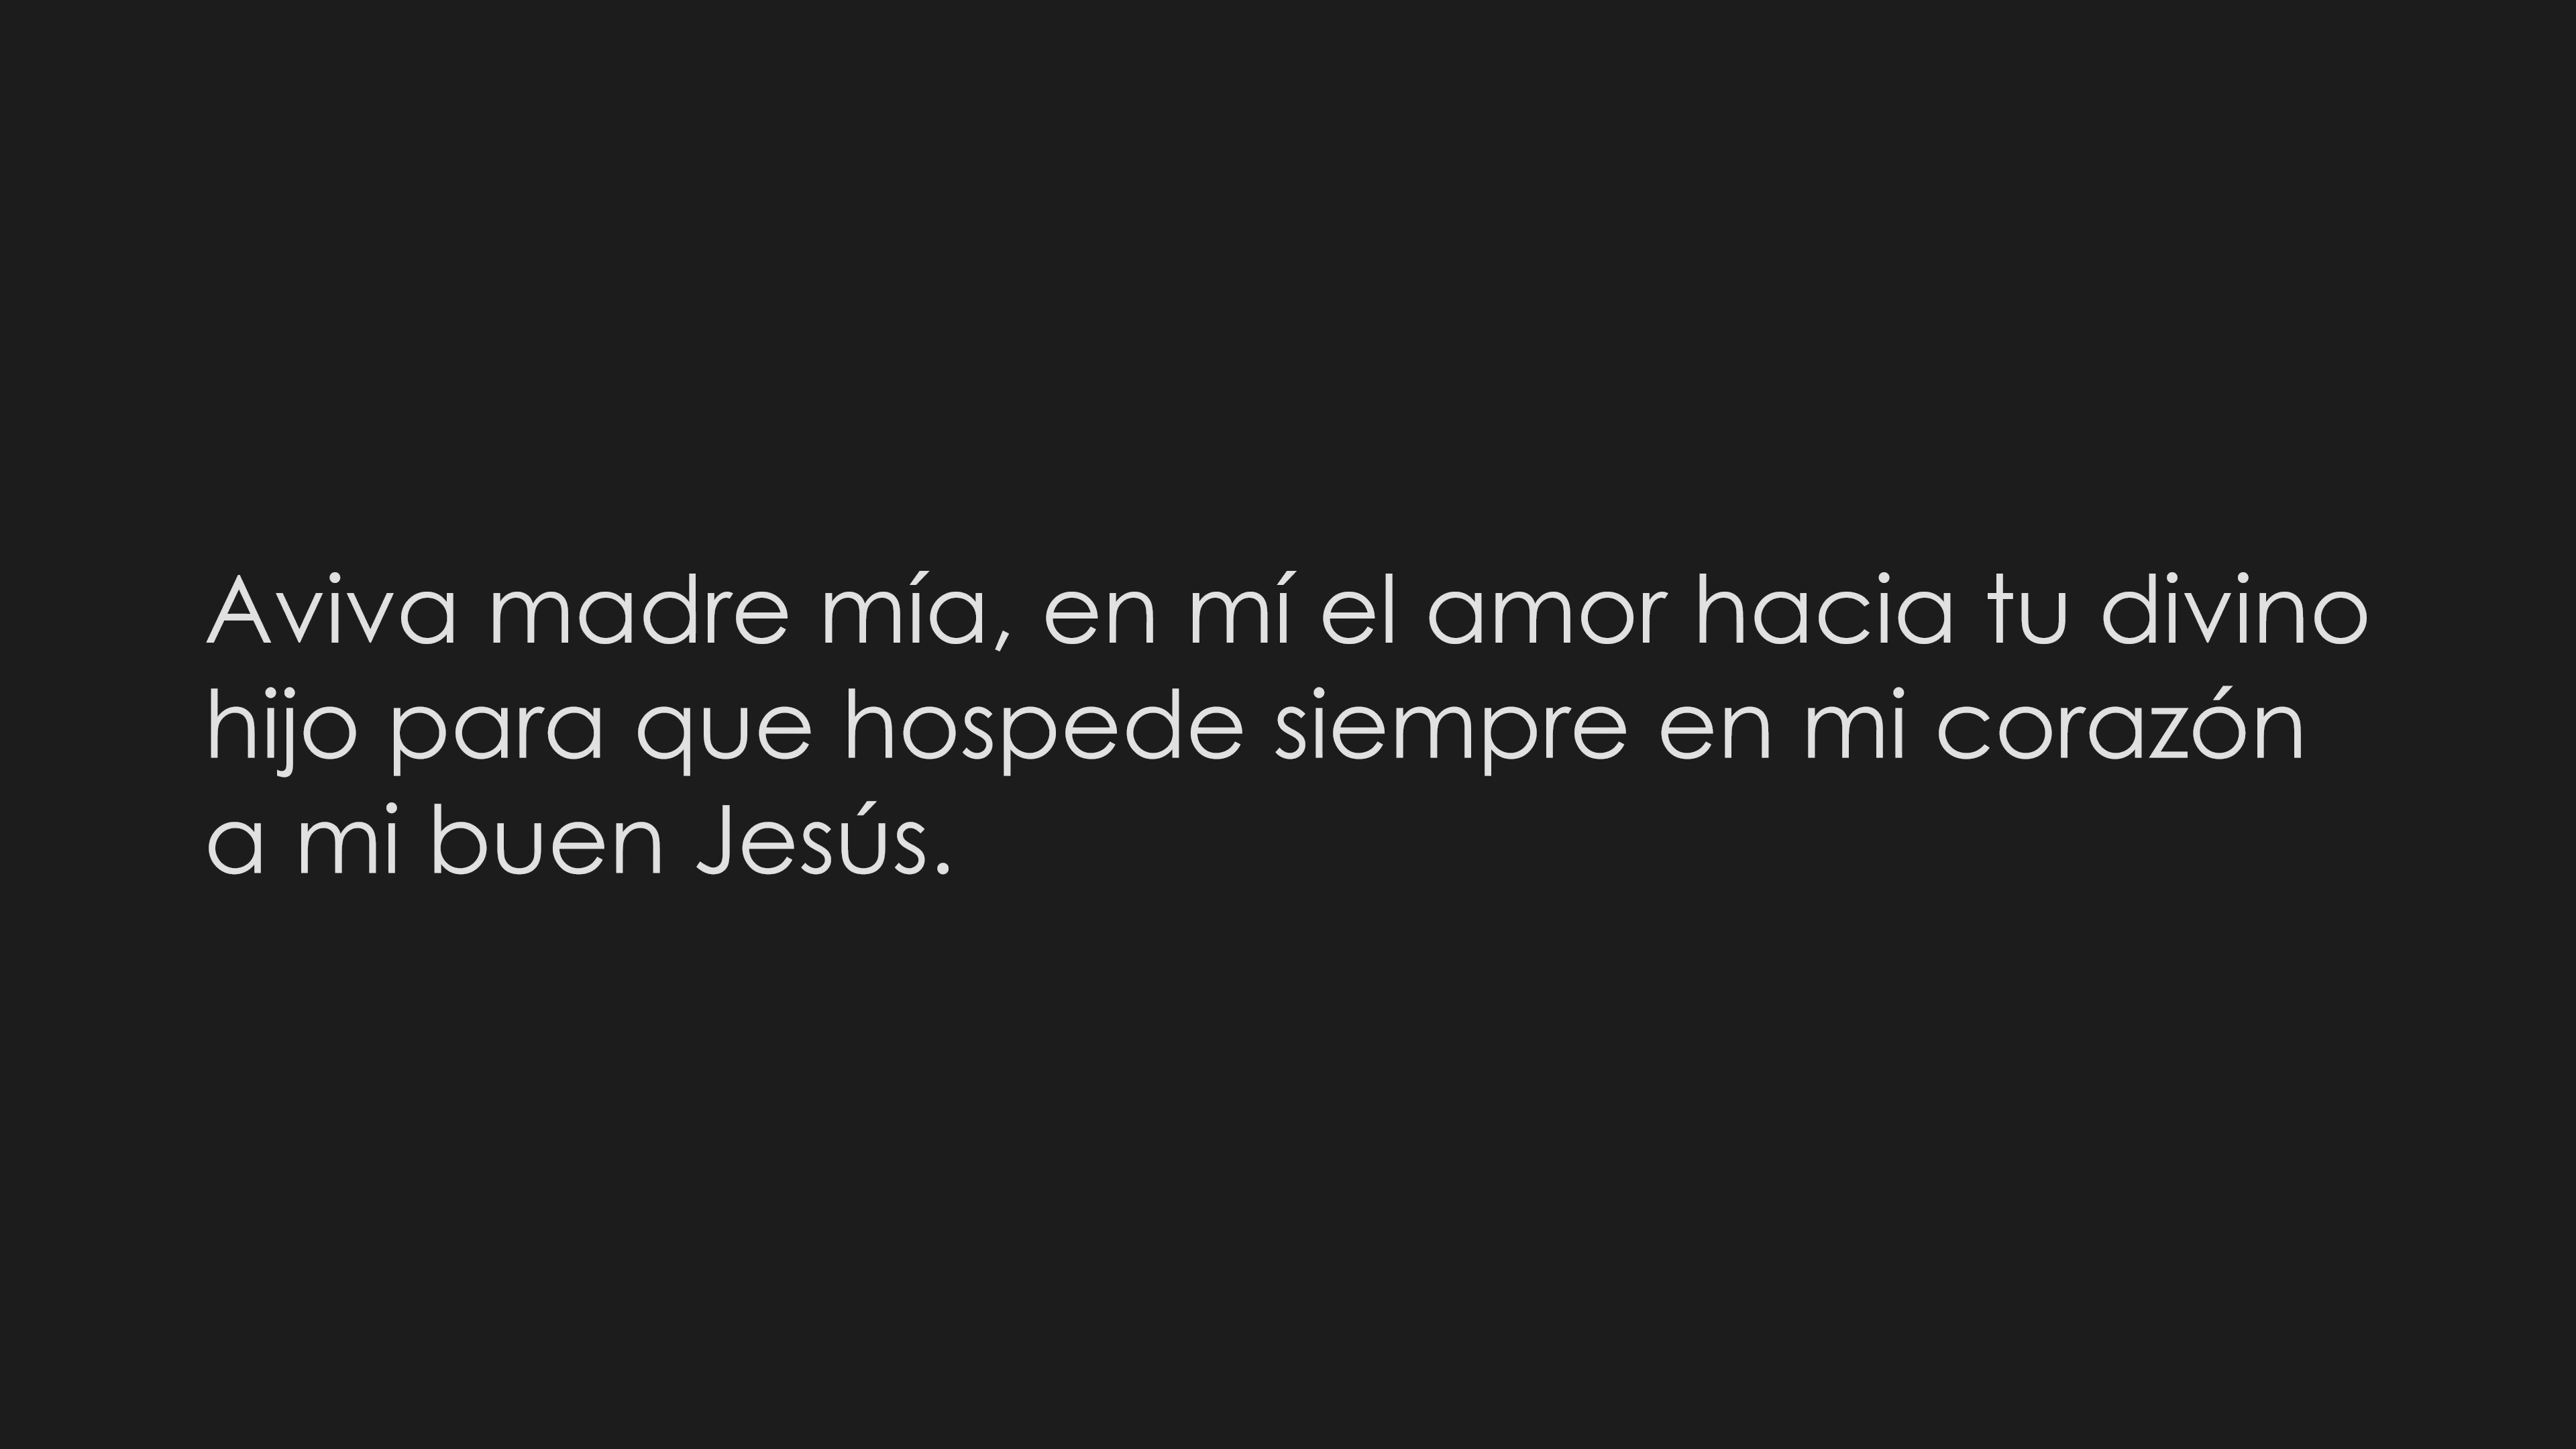 Aviva madre mía, en mí el amor hacia tu divino
hijo para que hospede siempre en mi corazón
a mi buen Jesús.